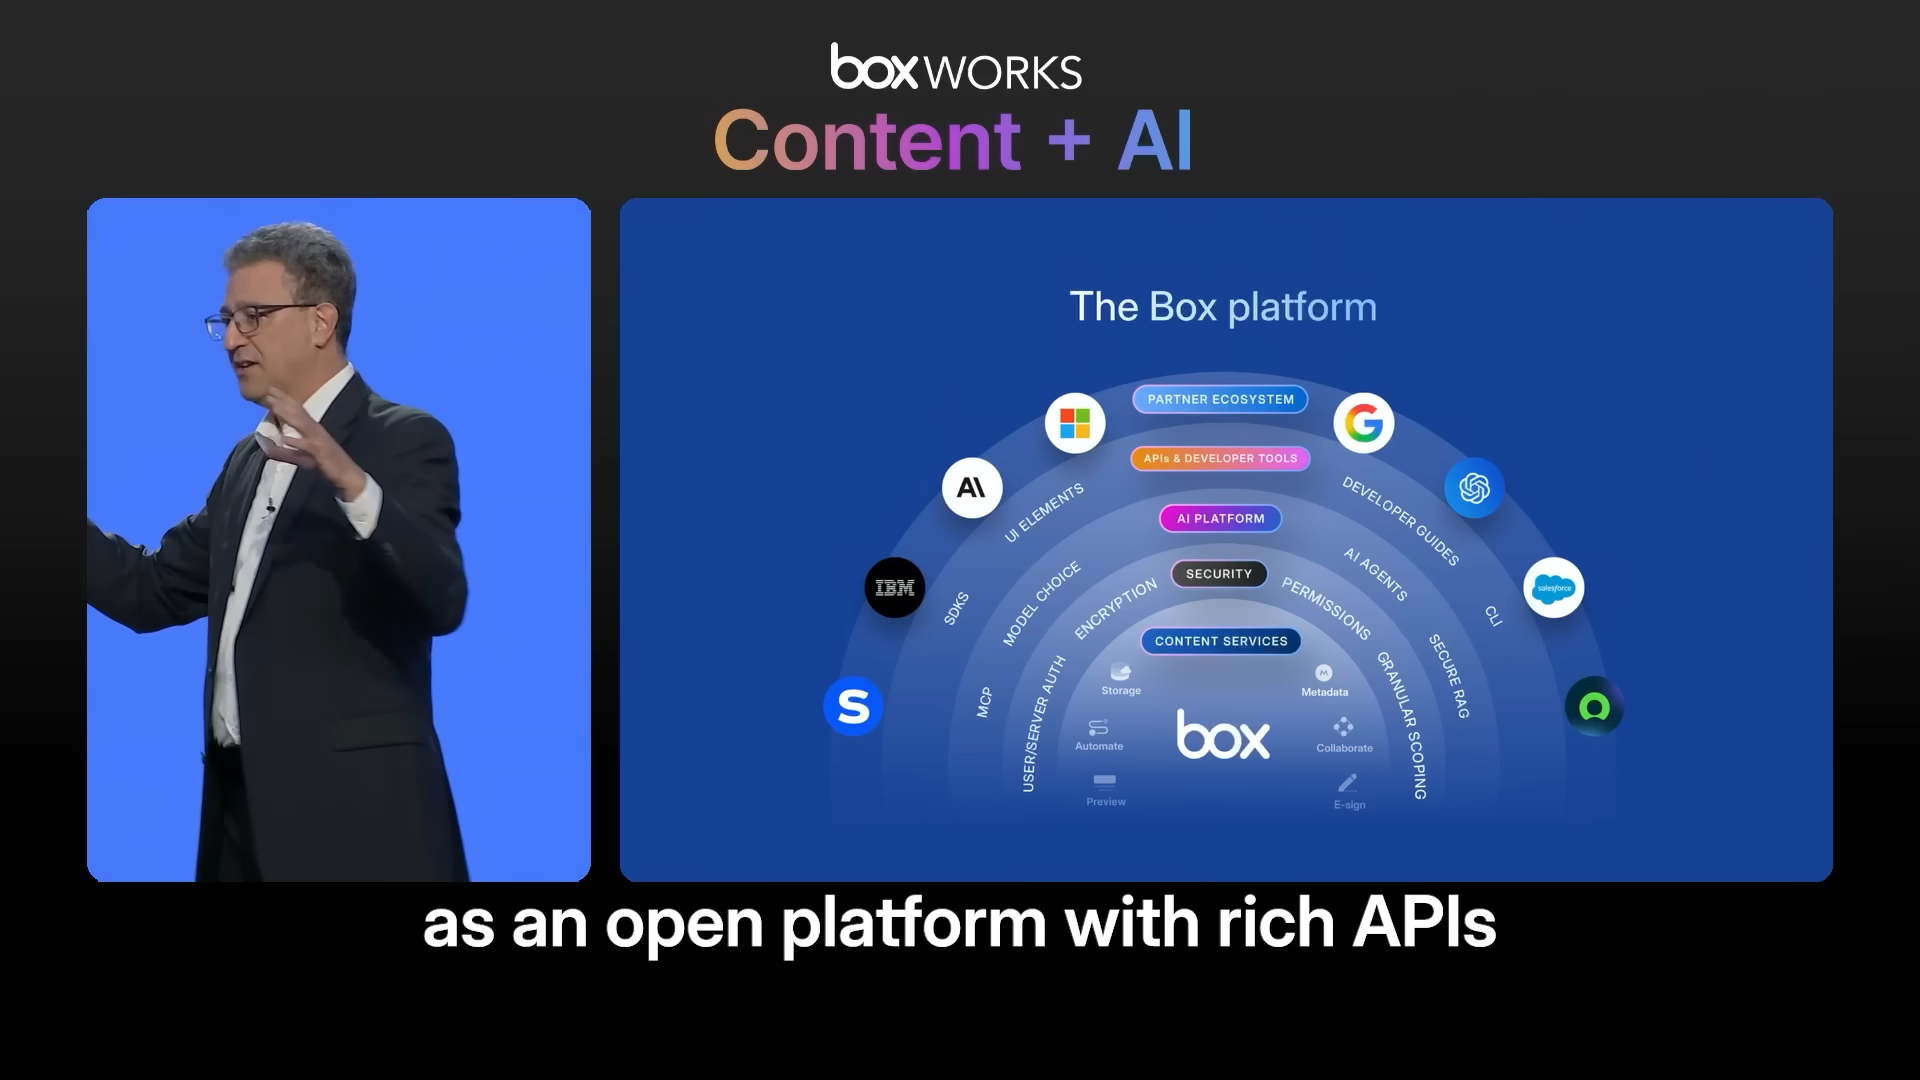 box WORKS
Content + AI
The Box platform
PARTNER ECOSYSTEM
APIs & DEVELOPER TOOLS
AI PLATFORM
SECURITY
CONTENT SERVICES
A\
IBM
S
G
salesforce
UI ELEMENTS
SDKS
DEVELOPER GUIDES
CLI
MODEL CHOICE
MCP
AI AGENTS
SECURE RAG
ENCRYPTION
USER/SERVER AUTH
PERMISSIONS
GRANULAR SCOPING
Storage
M
Metadata
Automate
box
Collaborate
Preview
E-sign
as an open platform with rich APIs